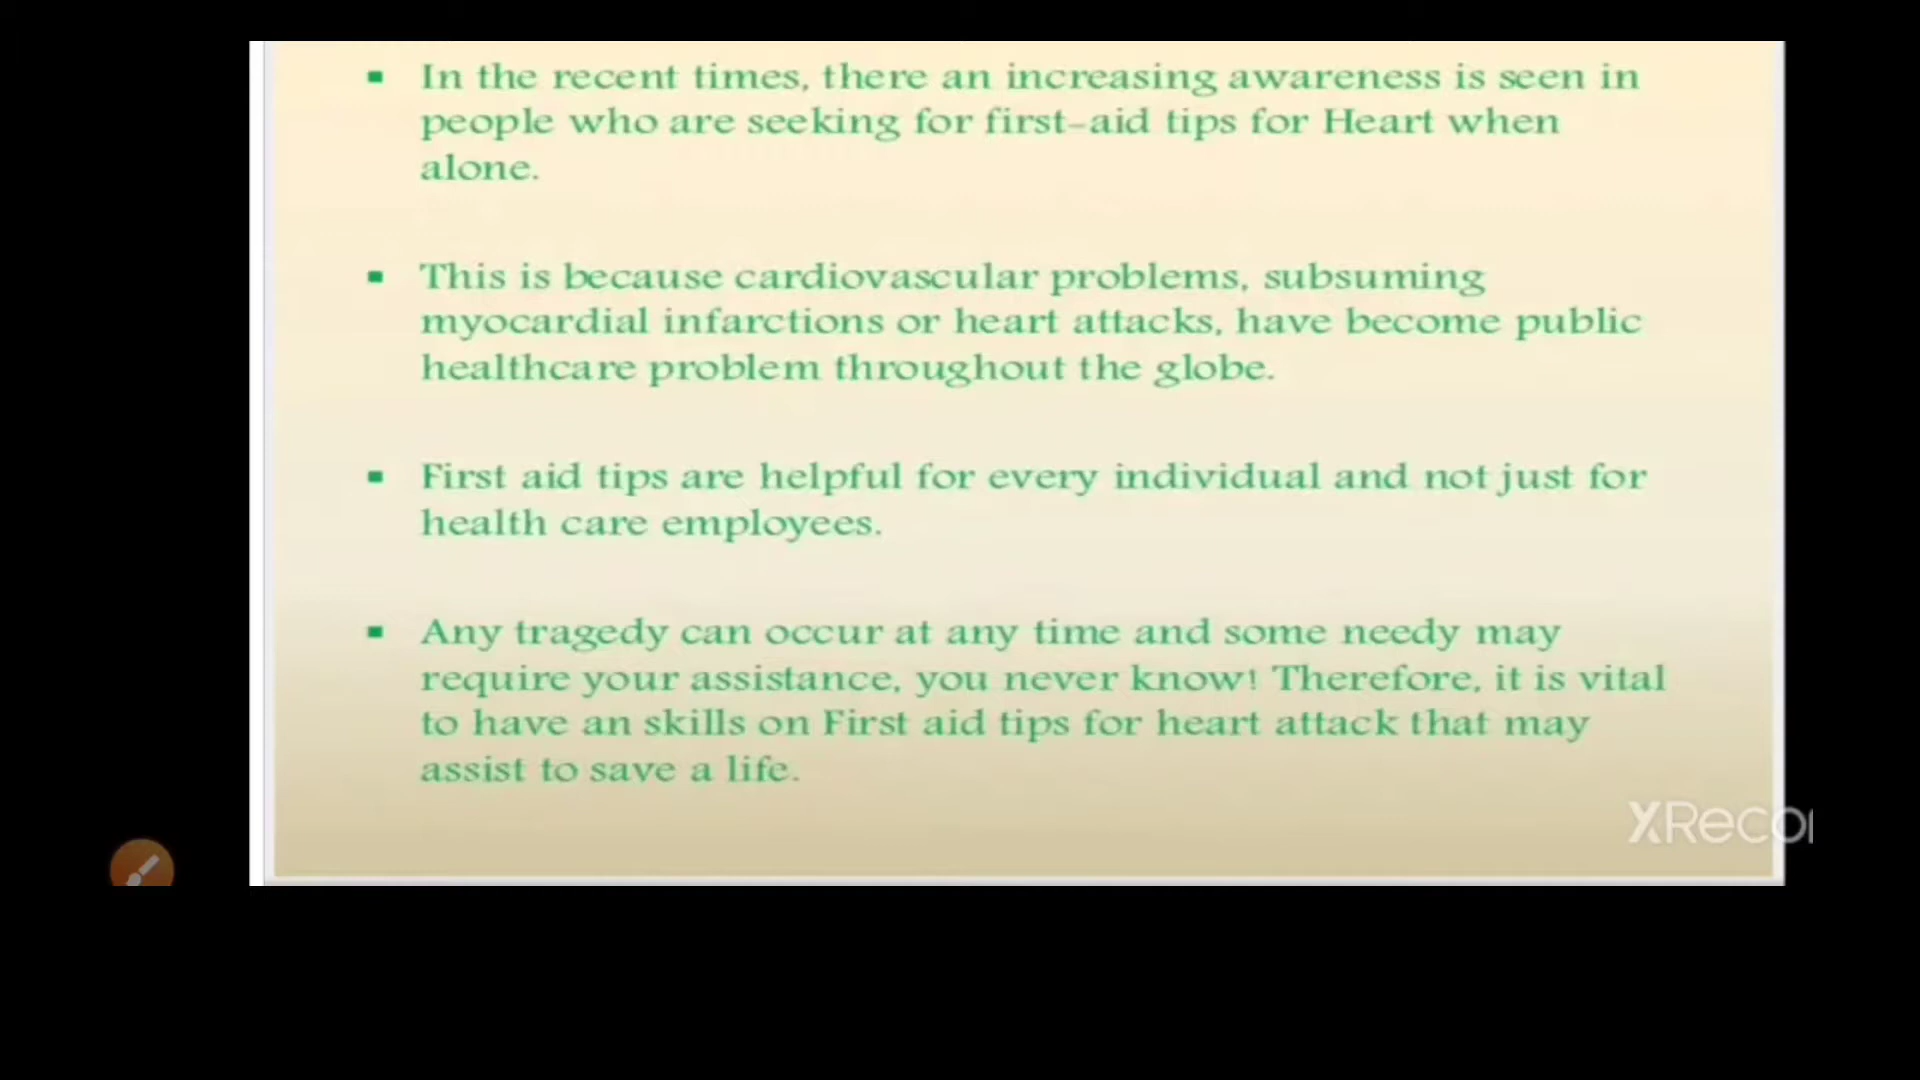 In the recent times, there an increasing awareness is seen in
people who are seeking for first-aid tips for Heart when
alone.
This is because cardiovascular problems, subsuming
myocardial infarctions or heart attacks, have become public
healthcare problem throughout the globe.
First aid tips are helpful for every individual and not just for
health care employees.
Any tragedy can occur at any time and some needy may
require your assistance, you never know! Therefore, it is vital
to have an skills on First aid tips for heart attack that may
assist to save a life.
XRecor